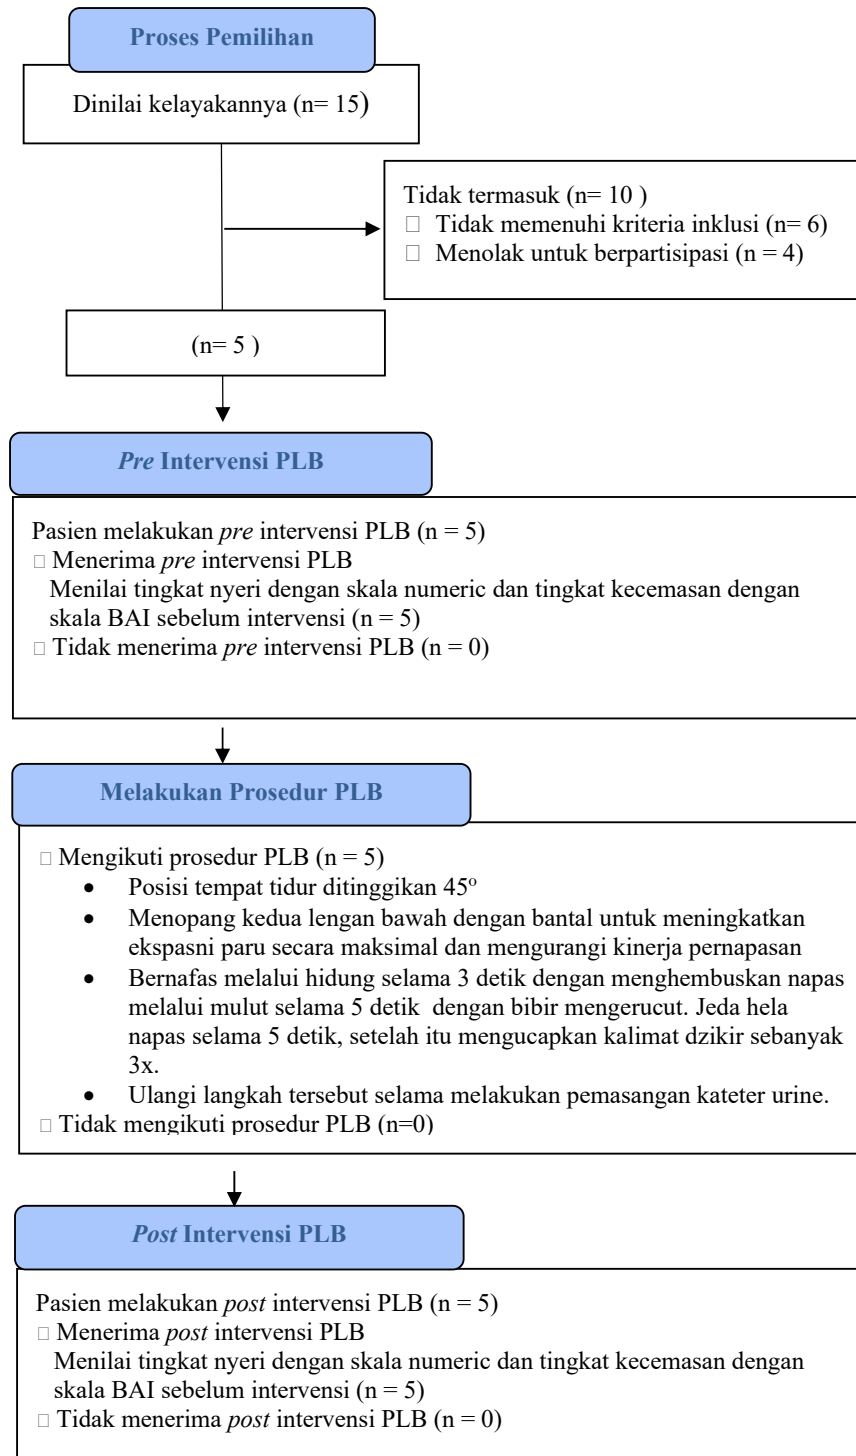 Proses Pemilihan
Dinilai kelayakannya (n= 15)
Tidak termasuk (n= 10 )
□ Tidak memenuhi kriteria inklusi (n= 6)
□ Menolak untuk berpartisipasi (n = 4)
(n= 5 )
Pre Intervensi PLB
Pasien melakukan pre intervensi PLB (n = 5)
□ Menerima pre intervensi PLB
Menilai tingkat nyeri dengan skala numeric dan tingkat kecemasan dengan
skala BAI sebelum intervensi (n = 5)
□ Tidak menerima pre intervensi PLB (n = 0)
Melakukan Prosedur PLB
□ Mengikuti prosedur PLB (n = 5)
• Posisi tempat tidur ditinggikan 45º
• Menopang kedua lengan bawah dengan bantal untuk meningkatkan
ekspasni paru secara maksimal dan mengurangi kinerja pernapasan
• Bernafas melalui hidung selama 3 detik dengan menghembuskan napas
melalui mulut selama 5 detik dengan bibir mengerucut. Jeda hela
napas selama 5 detik, setelah itu mengucapkan kalimat dzikir sebanyak
3x.
• Ulangi langkah tersebut selama melakukan pemasangan kateter urine.
□ Tidak mengikuti prosedur PLB (n=0)
Post Intervensi PLB
Pasien melakukan post intervensi PLB (n = 5)
□ Menerima post intervensi PLB
Menilai tingkat nyeri dengan skala numeric dan tingkat kecemasan dengan
skala BAI sebelum intervensi (n = 5)
□ Tidak menerima post intervensi PLB (n = 0)